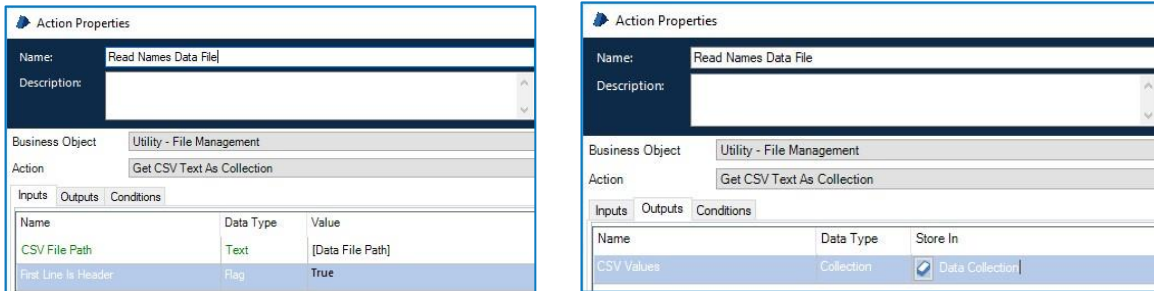 Action Properties
Name: Read Names Data File
Description:
Business Object Utility - File Management
Action Get CSV Text As Collection
Inputs Outputs Conditions
Name Data Type Value
CSV File Path Text [Data File Path]
First Line Is Header Flag True
Action Properties
Name: Read Names Data File
Description:
Business Object Utility - File Management
Action Get CSV Text As Collection
Inputs Outputs Conditions
Name Data Type Store In
CSV Values Collection Data Collection